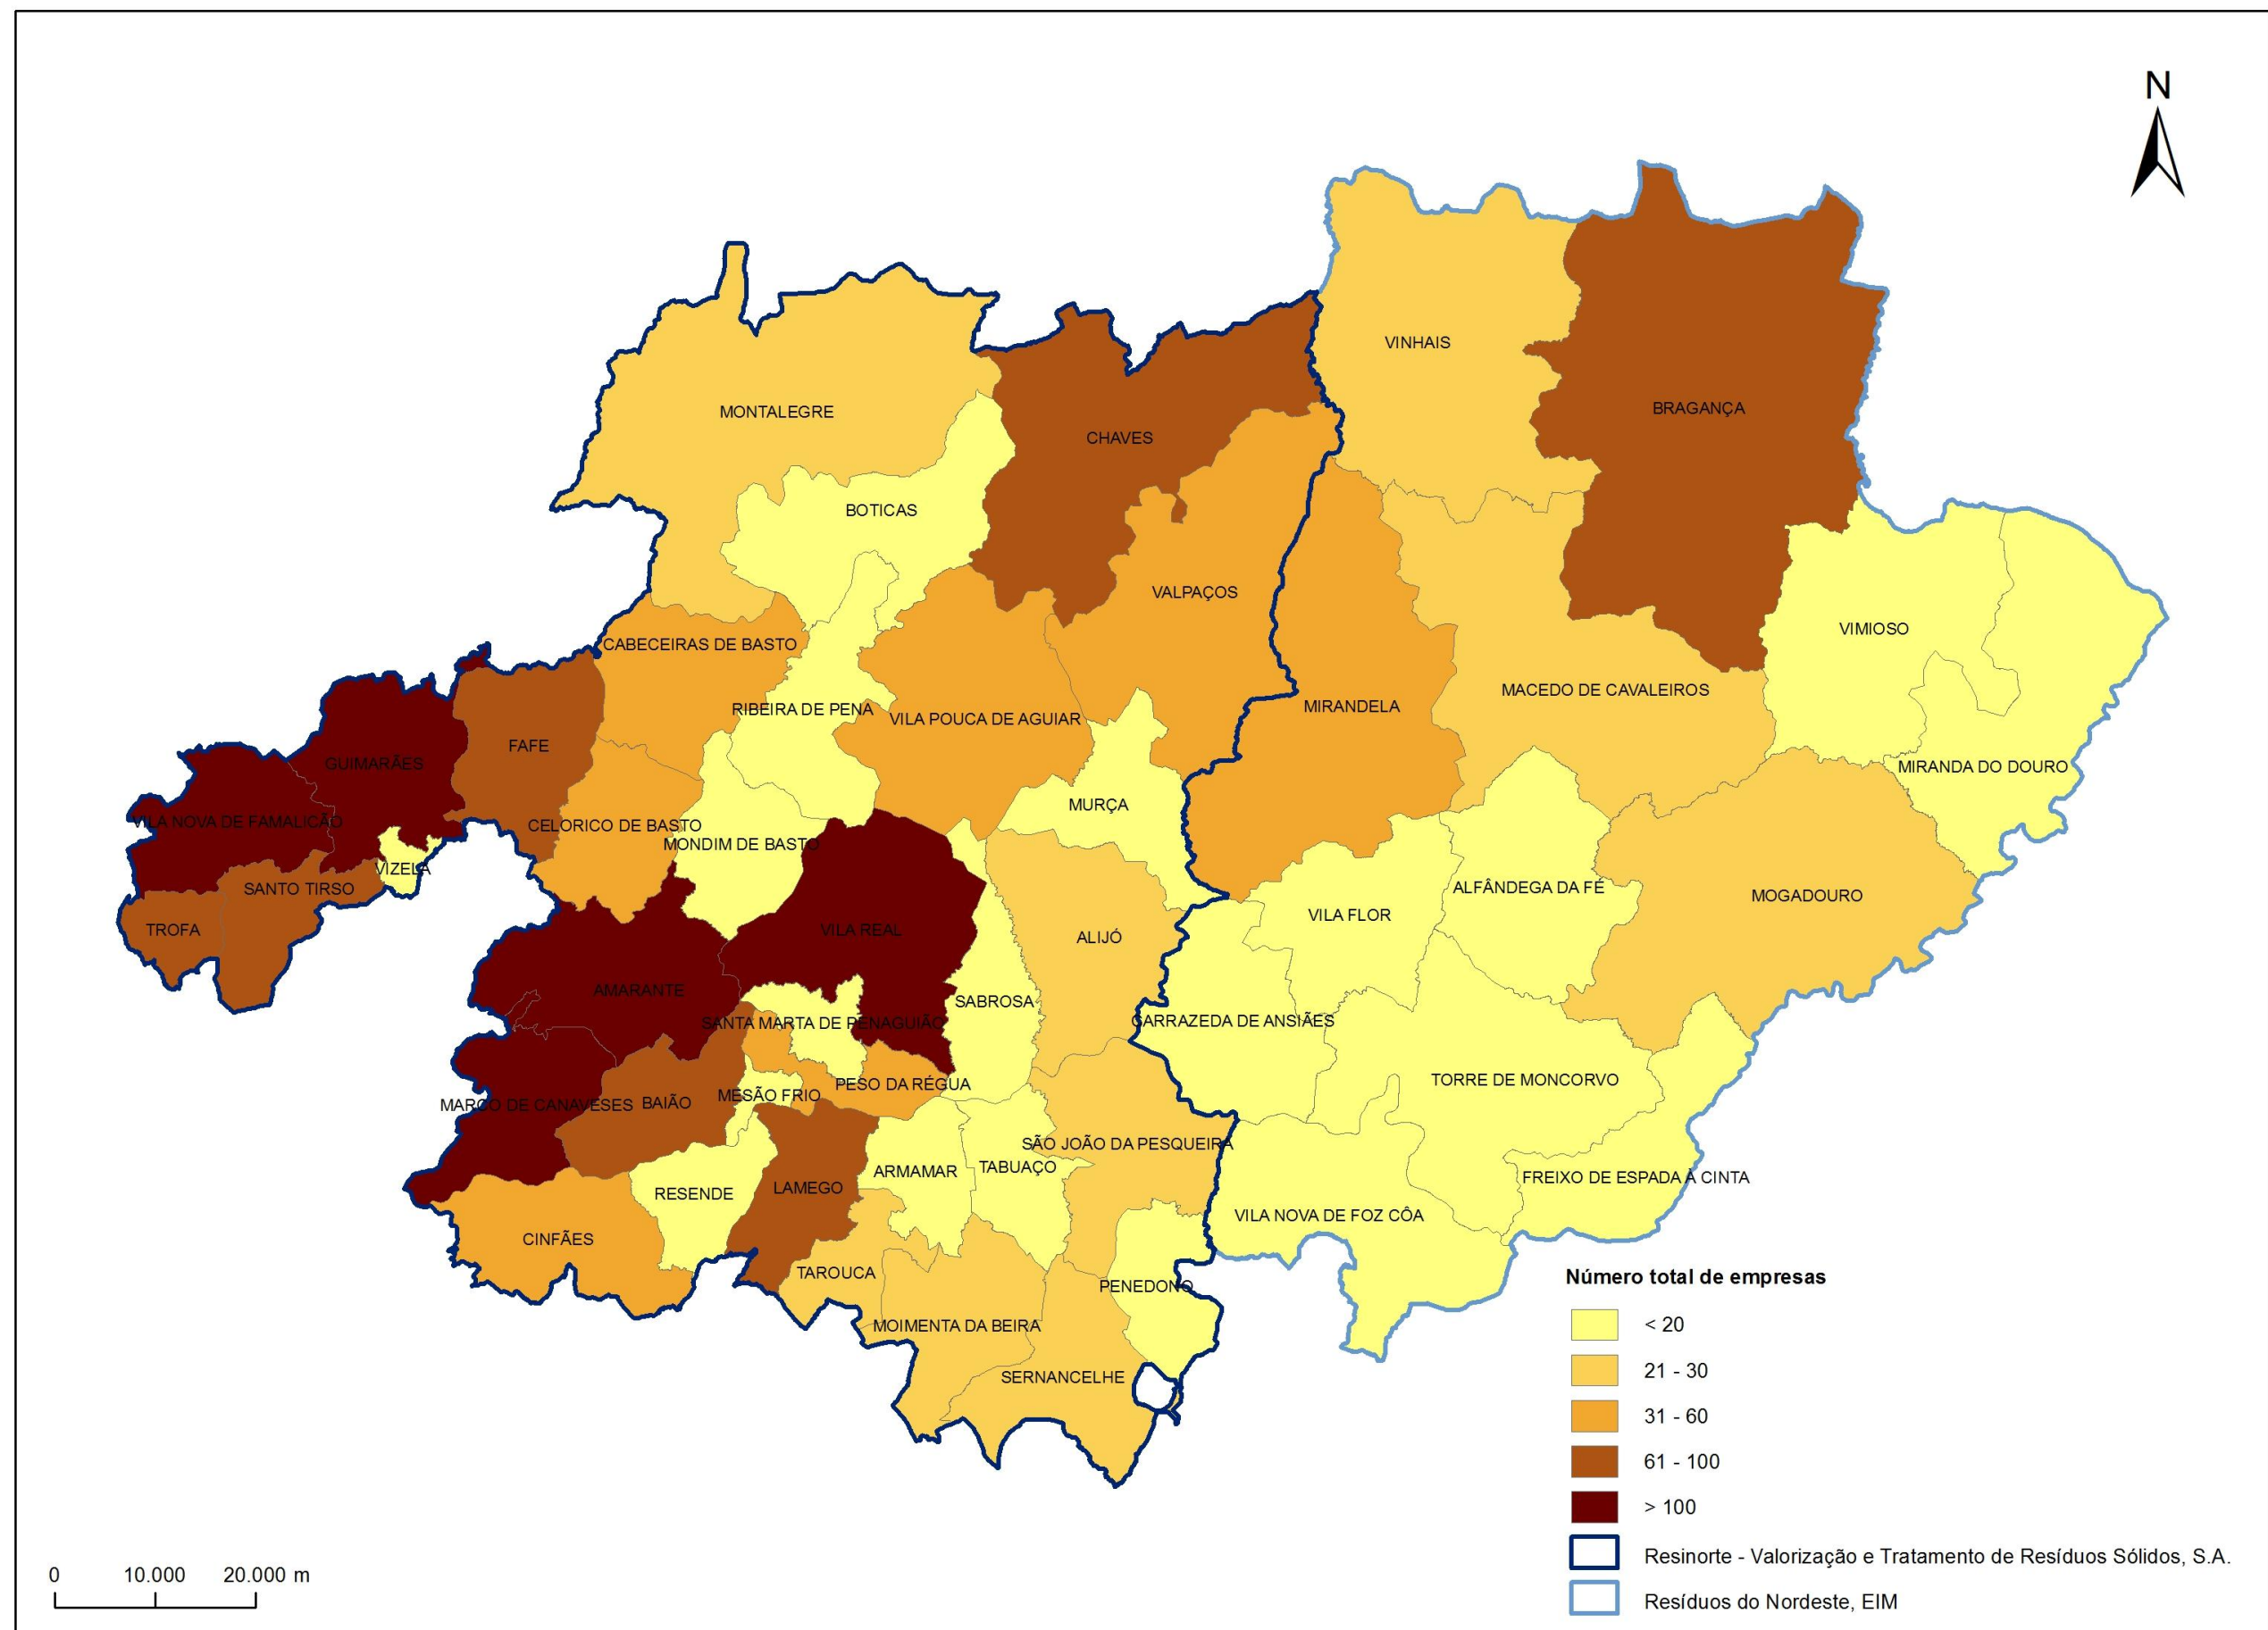 N
VINHAIS
BRAGANÇA
MONTALEGRE
CHAVES
BOTICAS
VALPAÇOS
VIMIOSO
CABECEIRAS DE BASTO
MACEDO DE CAVALEIROS
RIBEIRA DE PENA
VILA POUCA DE AGUIAR
MIRANDELA
FAFE
GUIMARÃES
MIRANDA DO DOURO
MURÇA
VILA NOVA DE FAMALICÃO
CELORICO DE BASTO
MONDIM DE BASTO
VIZELA
SANTO TIRSO
ALFÂNDEGA DA FÉ
MOGADOURO
VILA FLOR
TROFA
VILA REAL
ALIJÓ
AMARANTE
SABROSA
SANTA MARTA DE PENAGUIÃO
CARRAZEDA DE ANSIÃES
TORRE DE MONCORVO
PESO DA RÉGUA
MESÃO FRIO
MARCO DE CANAVESES
BAIÃO
SÃO JOÃO DA PESQUEIRA
TABUAÇO
ARMAMAR
FREIXO DE ESPADA À CINTA
LAMEGO
RESENDE
VILA NOVA DE FOZ CÔA
CINFÃES
TAROUCA
PENEDONO
MOIMENTA DA BEIRA
SERNANCELHE
Número total de empresas
< 20
21 - 30
31 - 60
61 - 100
> 100
Resinorte - Valorização e Tratamento de Resíduos Sólidos, S.A.
Resíduos do Nordeste, EIM
0 10.000 20.000 m